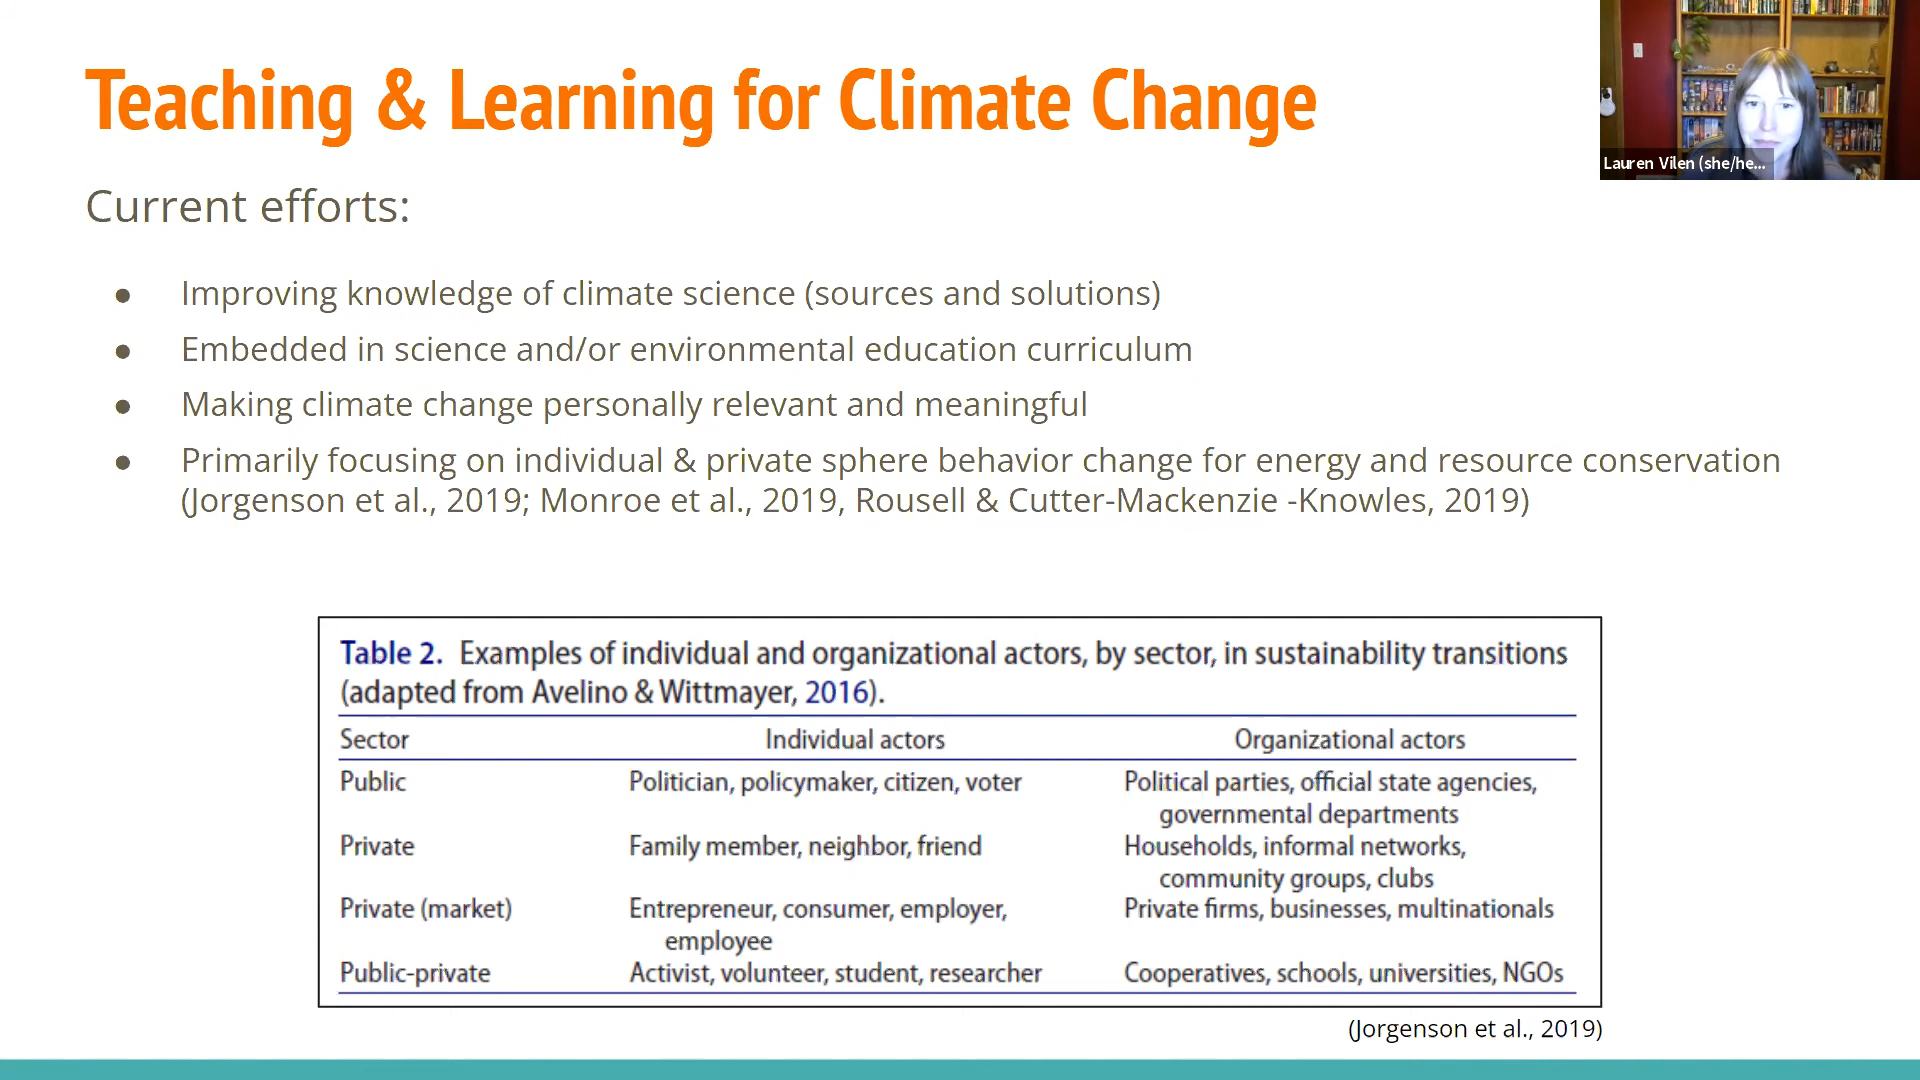 Teaching & Learning for Climate Change
Lauren Vilen (she/he...
Current efforts:
● Improving knowledge of climate science (sources and solutions)
● Embedded in science and/or environmental education curriculum
● Making climate change personally relevant and meaningful
● Primarily focusing on individual & private sphere behavior change for energy and resource conservation
(Jorgenson et al., 2019; Monroe et al., 2019, Rousell & Cutter-Mackenzie -Knowles, 2019)
Table 2. Examples of individual and organizational actors, by sector, in sustainability transitions
(adapted from Avelino & Wittmayer, 2016).
Sector Individual actors Organizational actors
Public Politician, policymaker, citizen, voter Political parties, official state agencies,
governmental departments
Private Family member, neighbor, friend Households, informal networks,
community groups, clubs
Private (market) Entrepreneur, consumer, employer, Private firms, businesses, multinationals
employee
Public-private Activist, volunteer, student, researcher Cooperatives, schools, universities, NGOs
(Jorgenson et al., 2019)